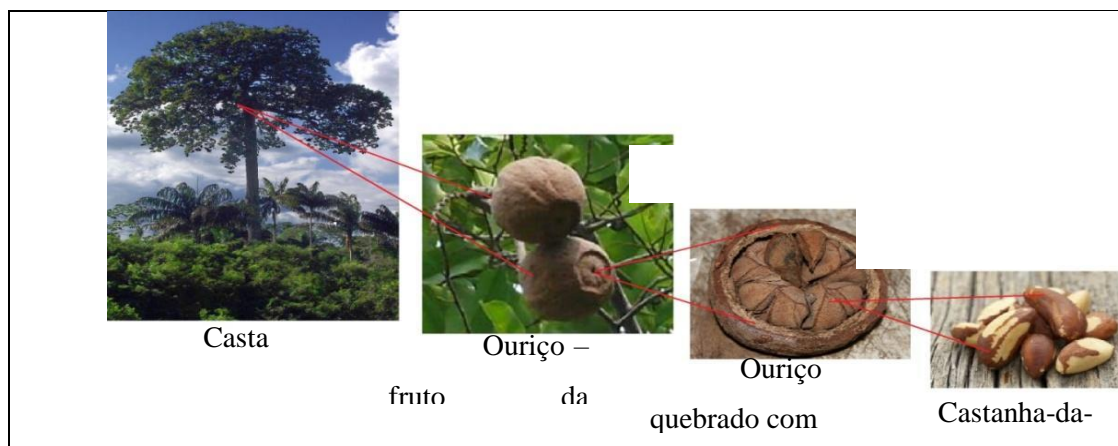 Casta
Ouriço –
fruto da
Ouriço
quebrado com
Castanha-da-